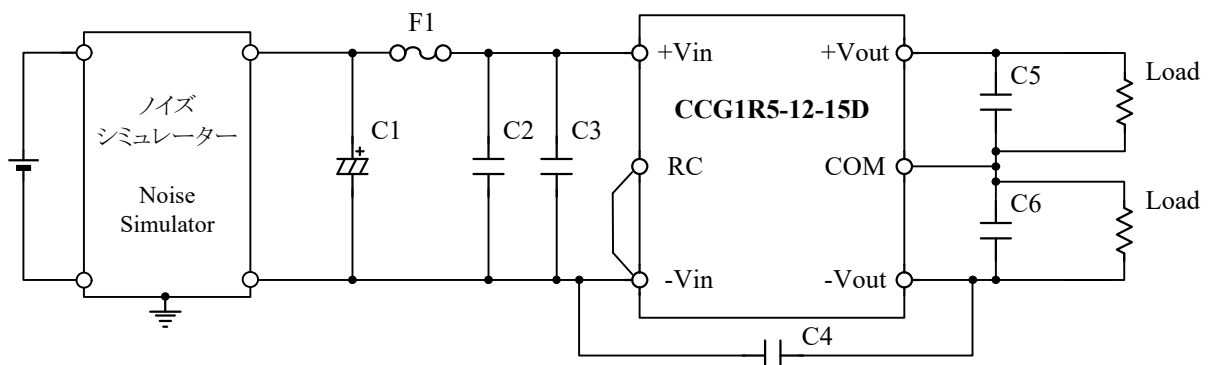 F1
+Vin
+Vout
C5
Load
ノイズ
シミュレーター
Noise
Simulator
C1
+
C2
C3
CCG1R5-12-15D
RC
COM
C6
Load
-Vin
-Vout
C4